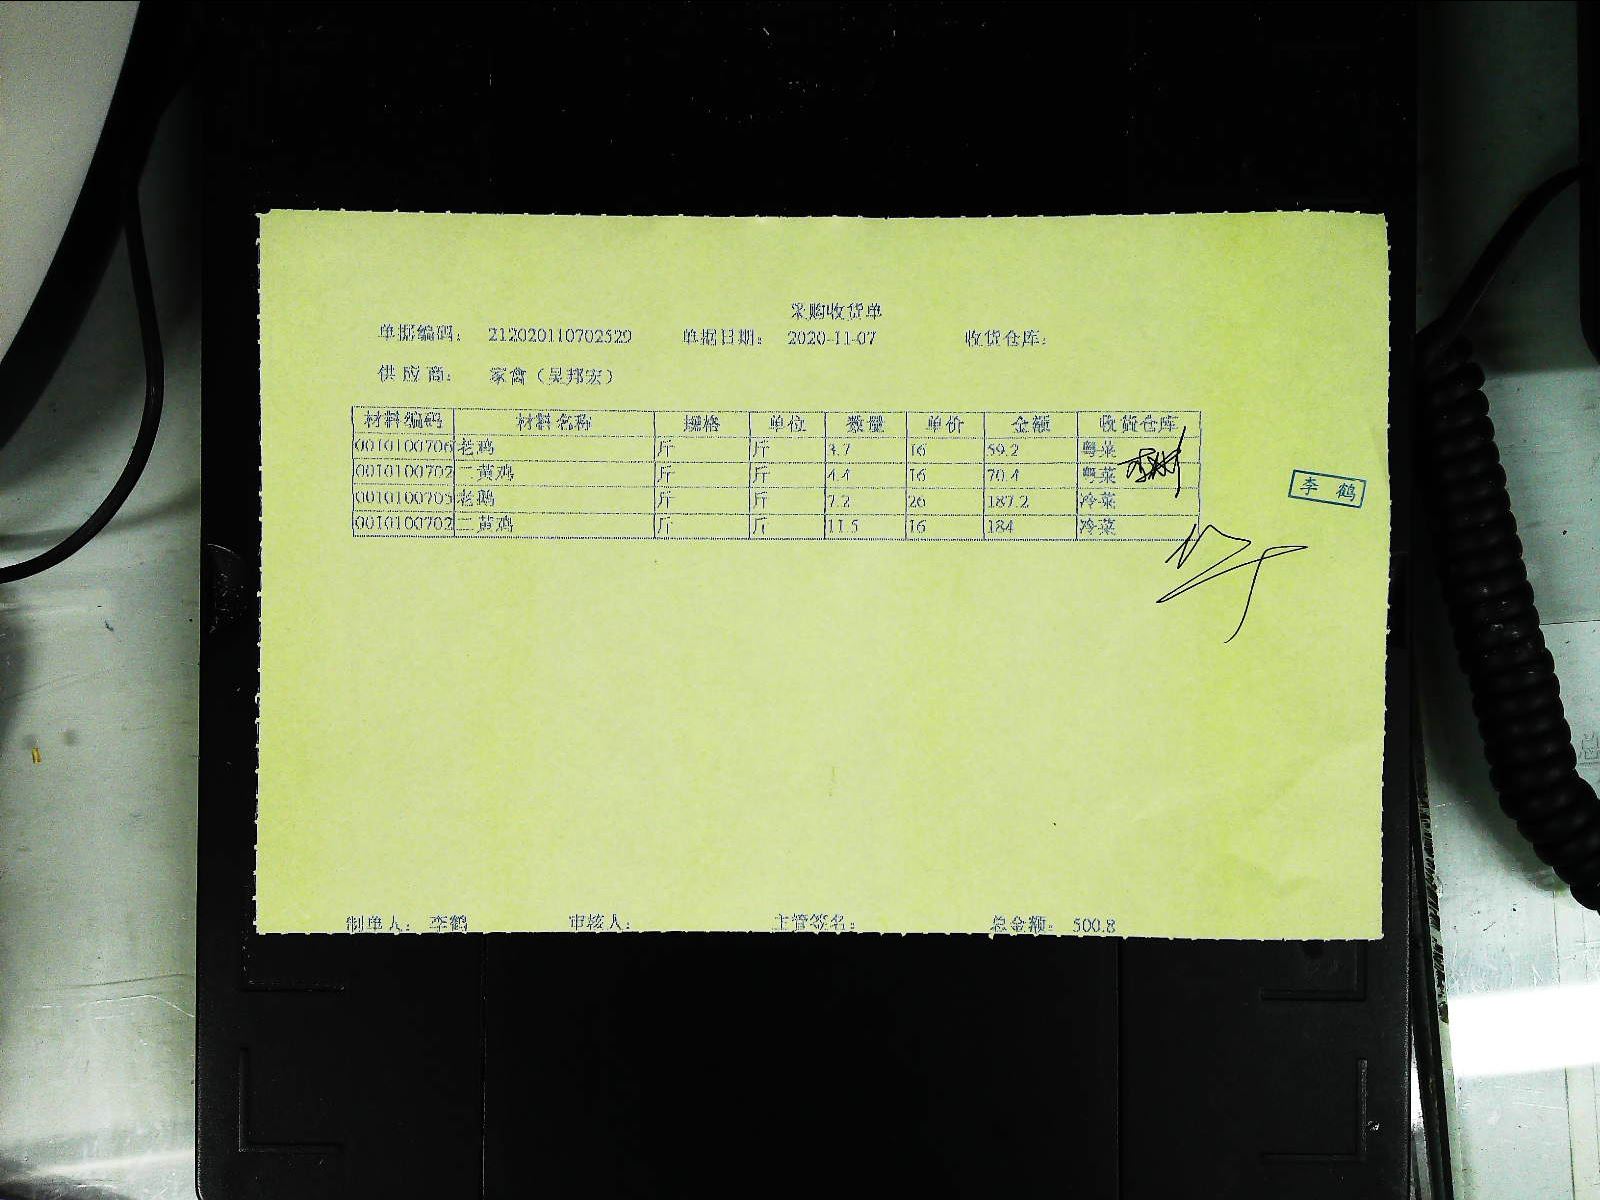 采购收货单
单据编码： 212020110702529 单据日期： 2020-11-07 收货仓库：
供应商： 家禽（吴邦宏）
材料编码 材料名称 规格 单位 数量 单价 金额 收货仓库
0010100706 老鸡 斤 斤 3.7 16 59.2 粤菜
0010100702 二黄鸡 斤 斤 4.4 16 70.4 粤菜
0010100705 老鹅 斤 斤 7.2 26 187.2 冷菜
0010100702 二黄鸡 斤 斤 11.5 16 184 冷菜
李鹤
制单人： 李鹤 审核人： 主管签名： 总金额： 500.8